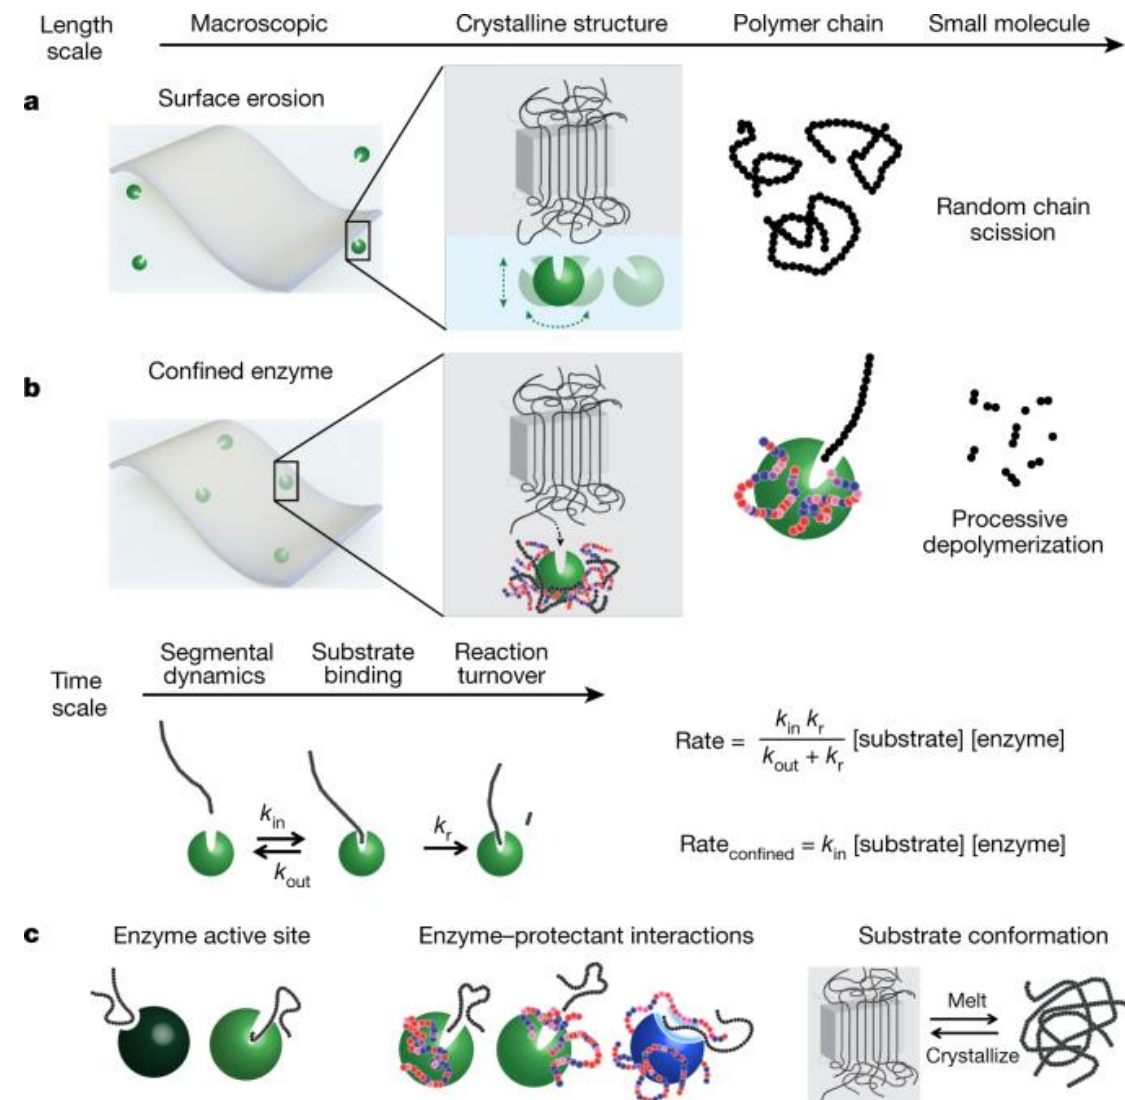 Length
scale
Macroscopic
Crystalline structure
Polymer chain
Small molecule
a
Surface erosion
Random chain
scission
b
Confined enzyme
Processive
depolymerization
Time
scale
Segmental
dynamics
Substrate
binding
Reaction
turnover
k_in
k_out
k_r
Rate = k_in k_r / (k_out + k_r) [substrate] [enzyme]
Rate_confined = k_in [substrate] [enzyme]
c
Enzyme active site
Enzyme–protectant interactions
Substrate conformation
Melt
Crystallize